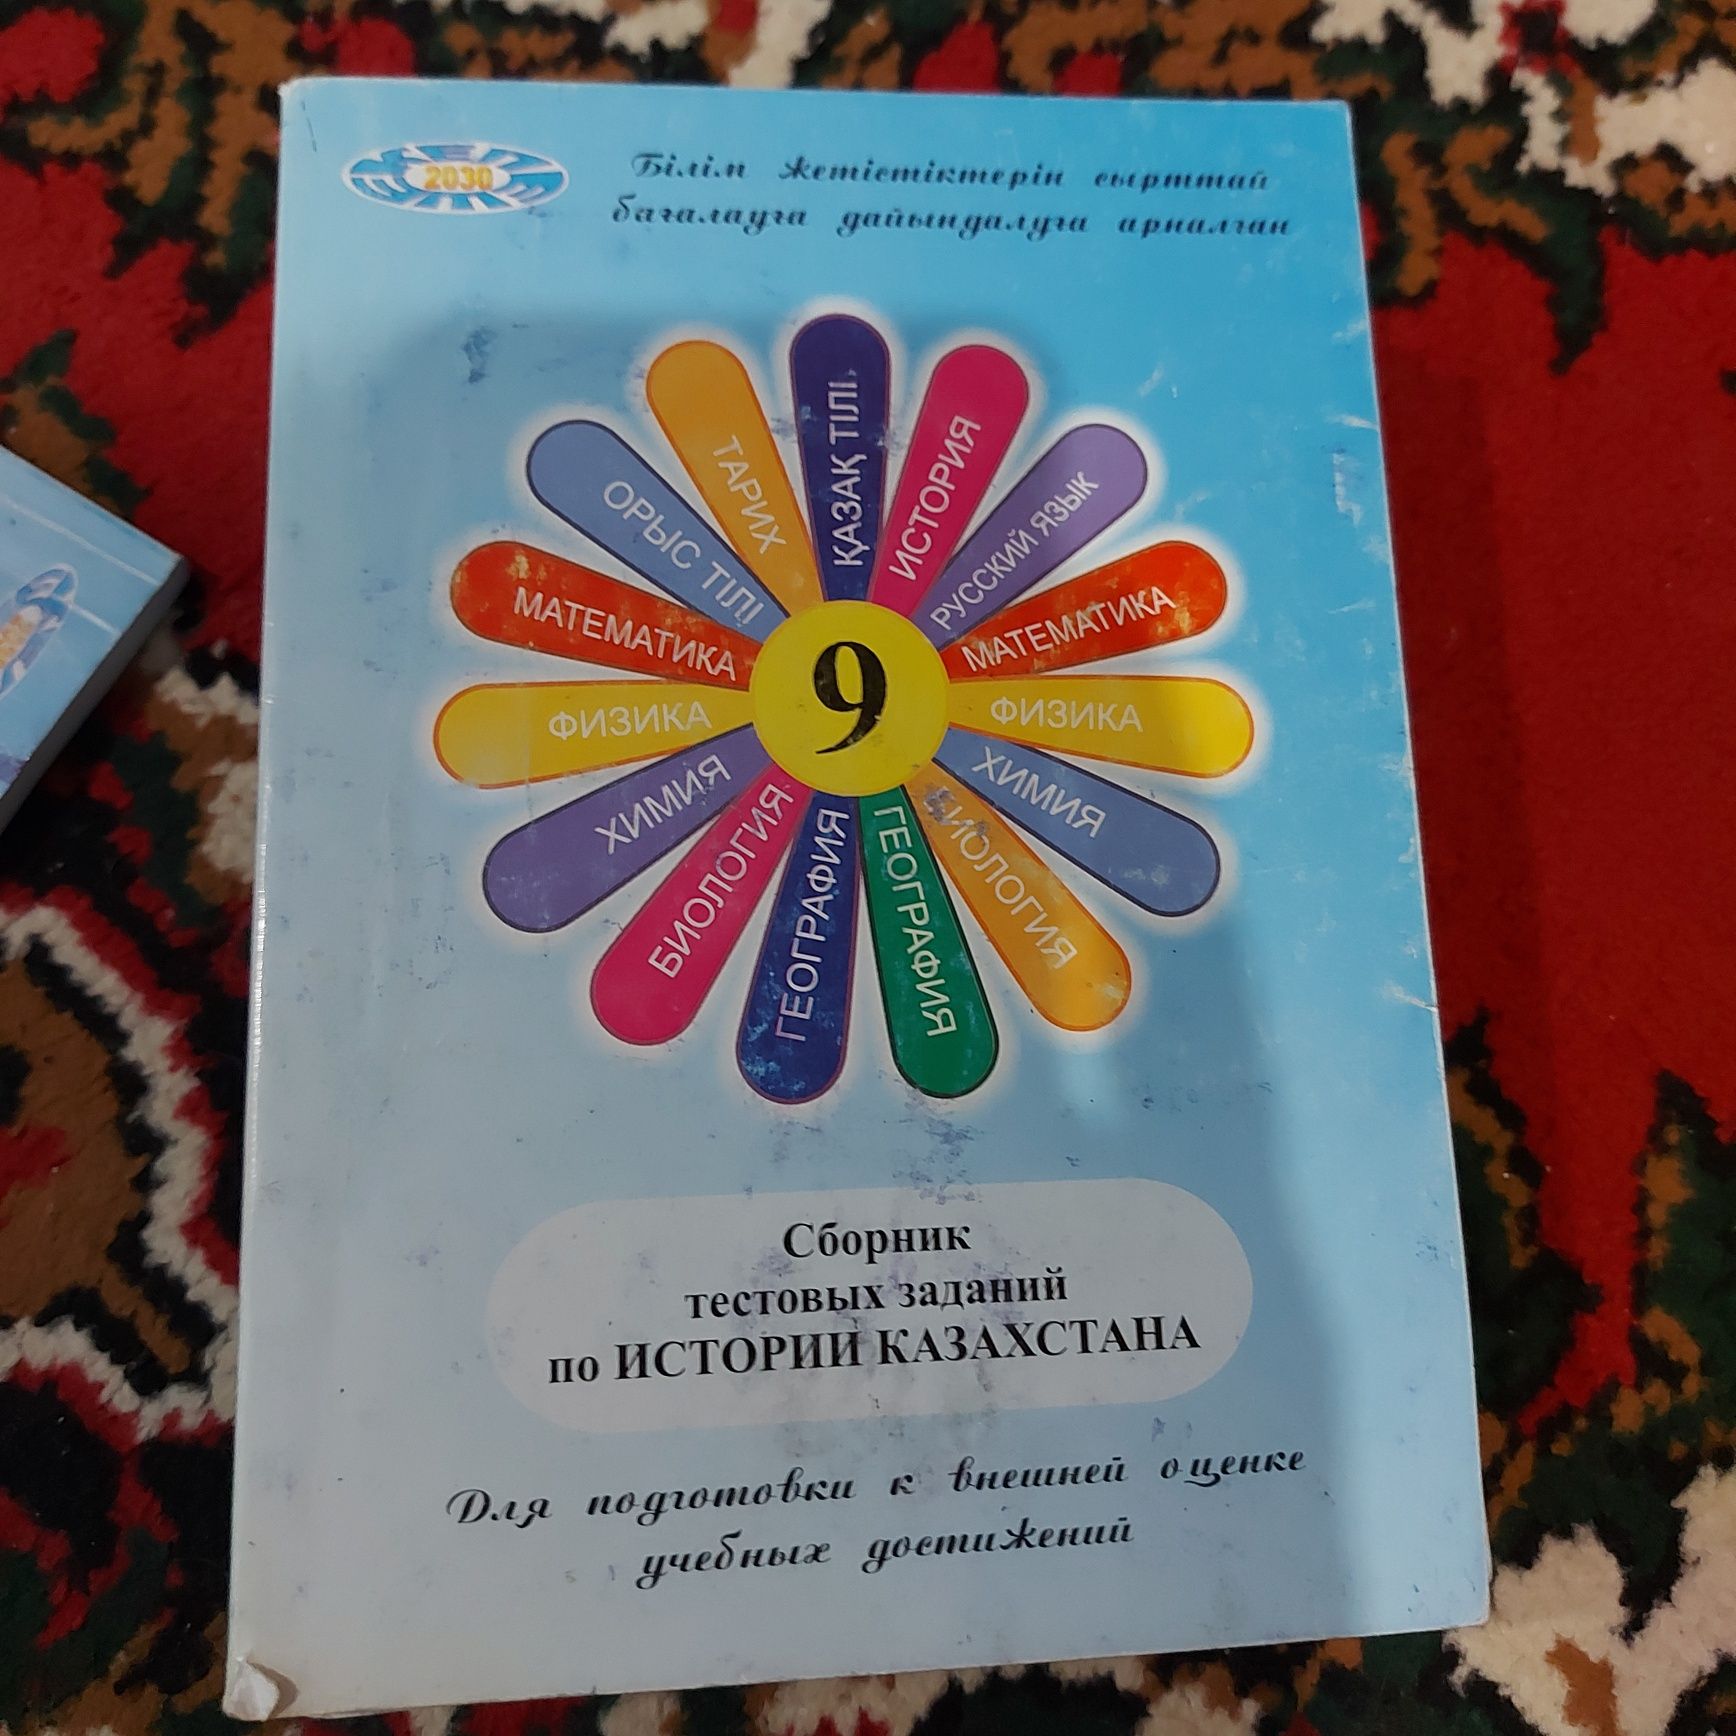 2030
Білім жетістіктерін сырттай
бағалауға дайындалуға арналған
ҚАЗАҚ ТІЛІ
ИСТОРИЯ
РУССКИЙ ЯЗЫК
МАТЕМАТИКА
ФИЗИКА
ХИМИЯ
БИОЛОГИЯ
ГЕОГРАФИЯ
ГЕОГРАФИЯ
БИОЛОГИЯ
ХИМИЯ
ФИЗИКА
МАТЕМАТИКА
ОРЫС ТІЛІ
ТАРИХ
9
Сборник
тестовых заданий
по ИСТОРИИ КАЗАХСТАНА
Для подготовки к внешней оценке
учебных достижений